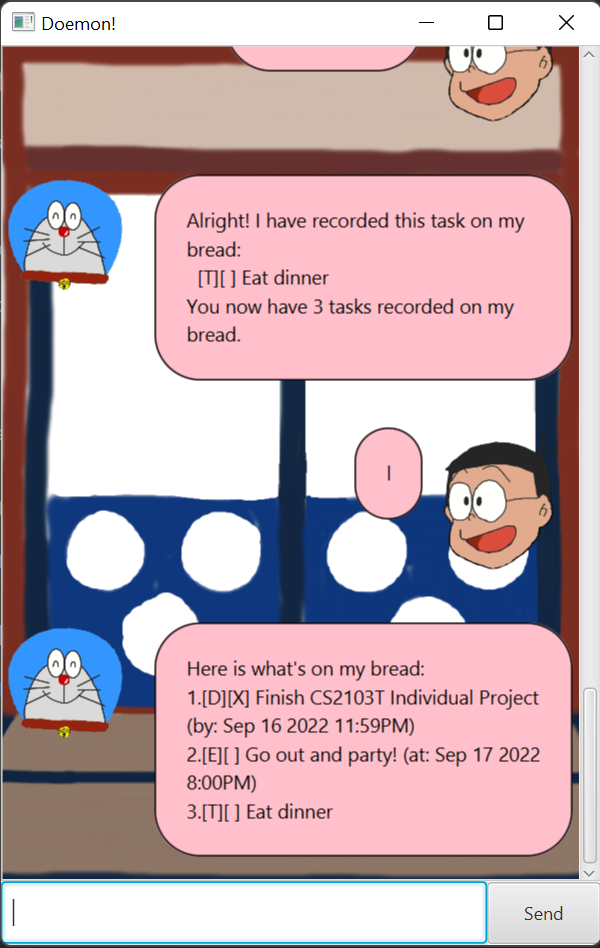 Doemon!
Alright! I have recorded this task on my
bread:
[T][ ] Eat dinner
You now have 3 tasks recorded on my
bread.
l
Here is what's on my bread:
1.[D][X] Finish CS2103T Individual Project
(by: Sep 16 2022 11:59PM)
2.[E][ ] Go out and party! (at: Sep 17 2022
8:00PM)
3.[T][ ] Eat dinner
Send